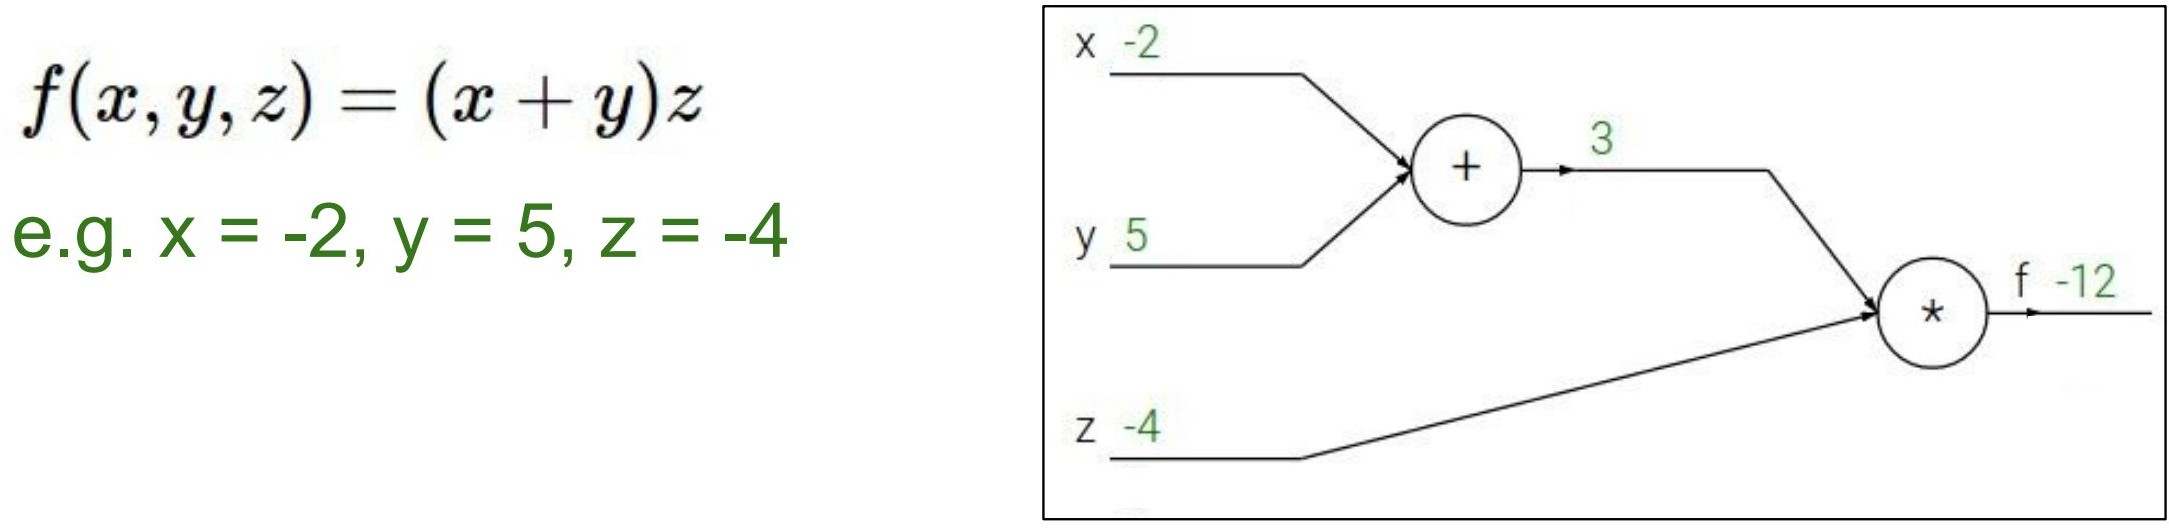 f(x, y, z) = (x + y)z
e.g. x = -2, y = 5, z = -4
x -2
+
3
y 5
*
f -12
z -4